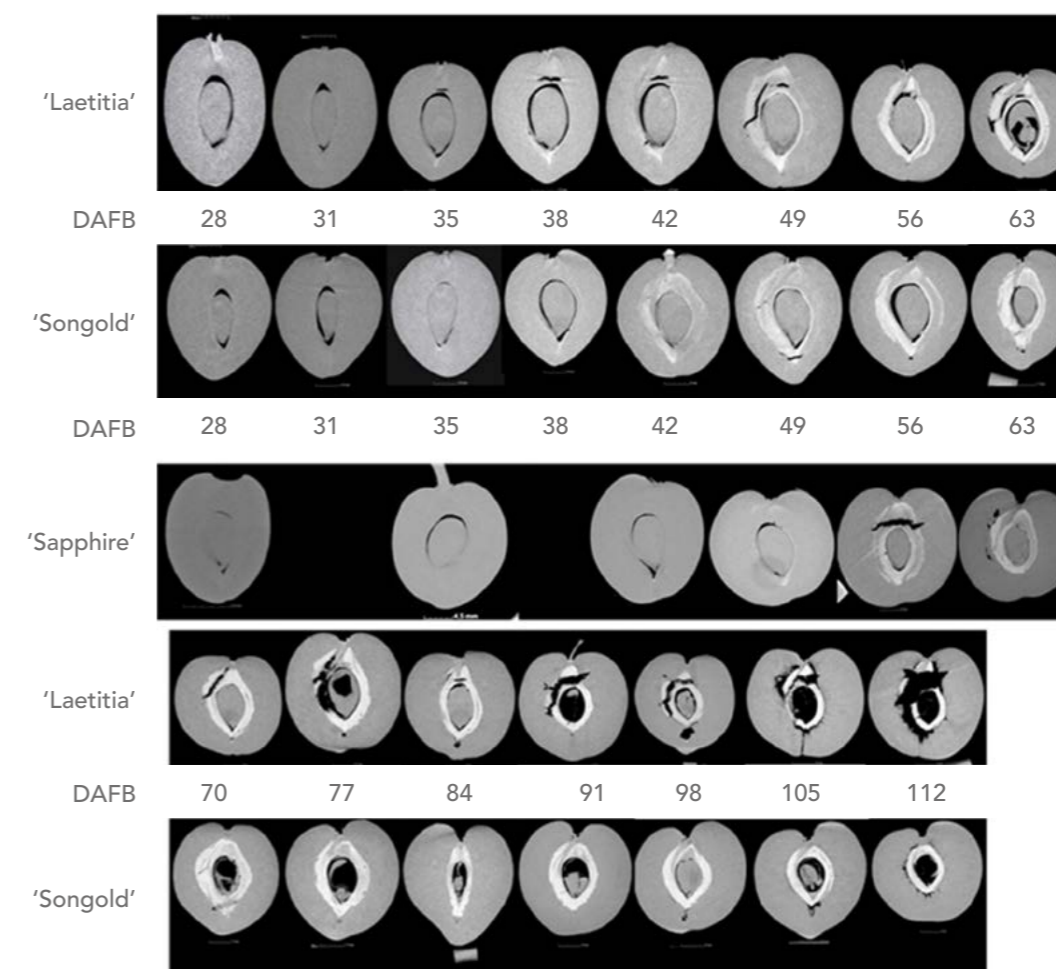 ‘Laetitia’
DAFB 28 31 35 38 42 49 56 63
‘Songold’
DAFB 28 31 35 38 42 49 56 63
‘Sapphire’
‘Laetitia’
DAFB 70 77 84 91 98 105 112
‘Songold’